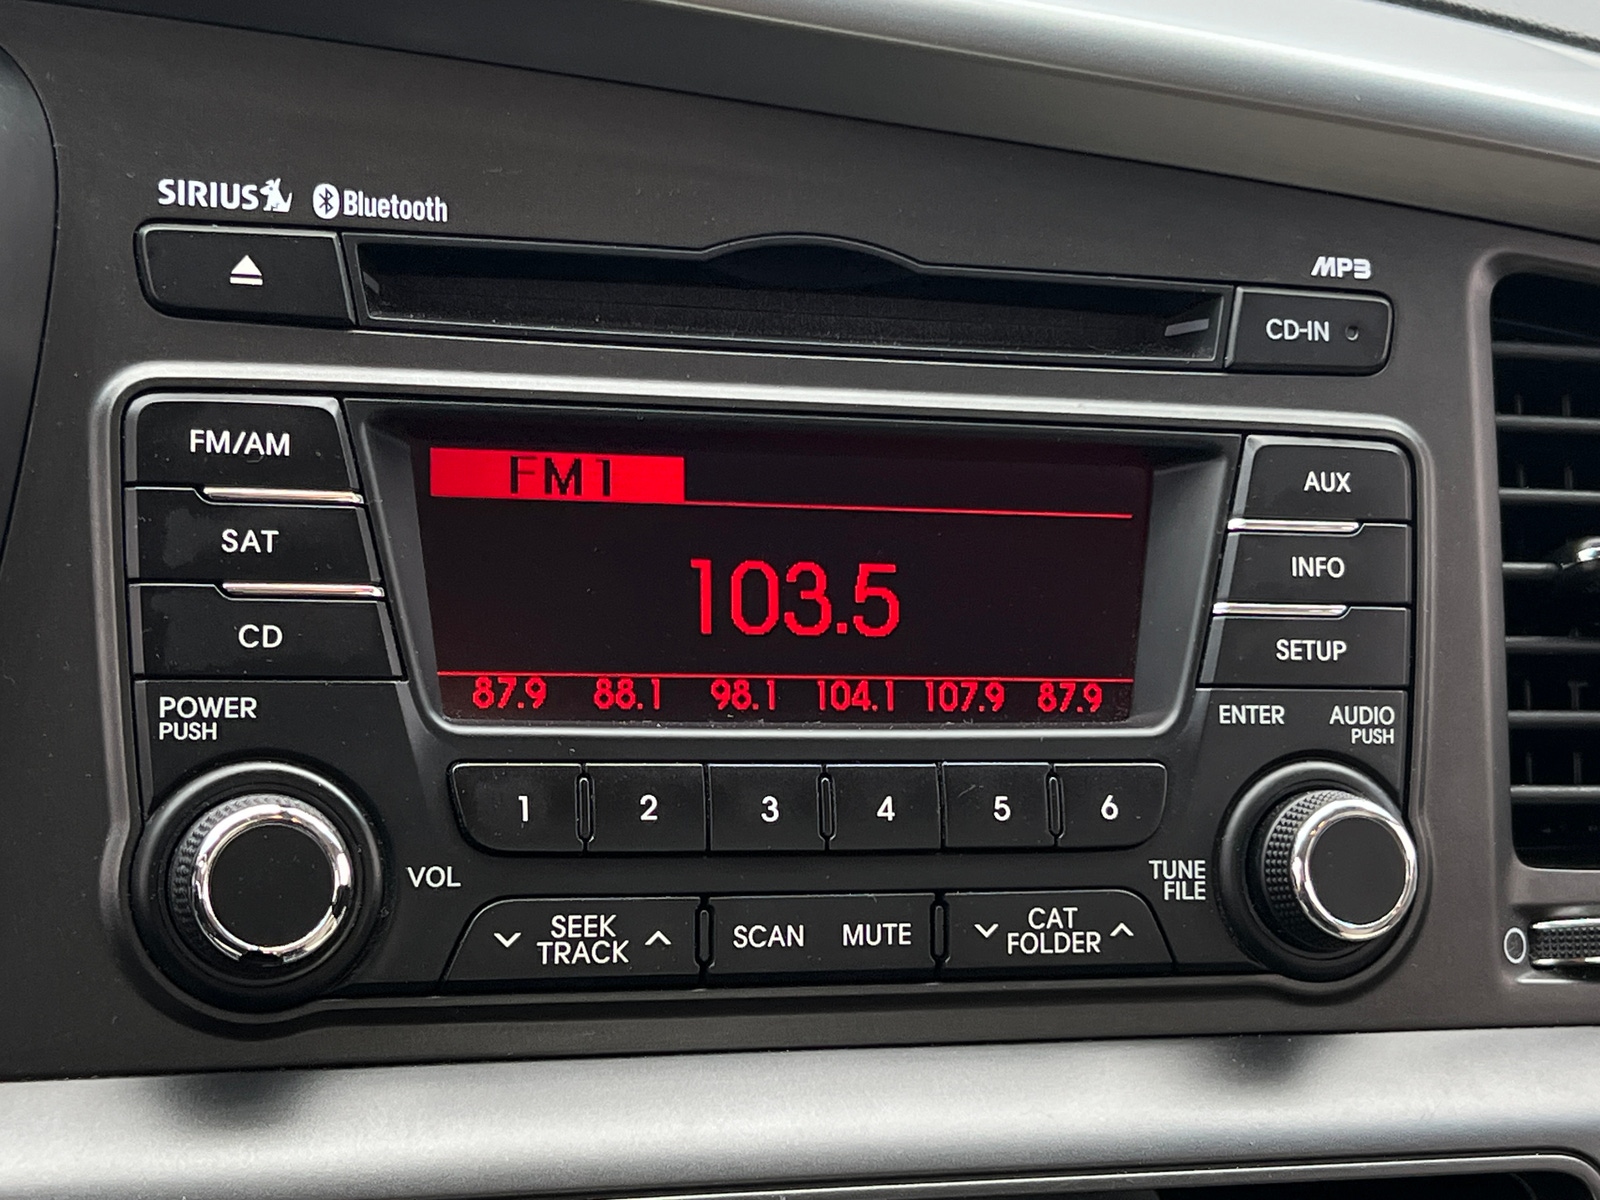 SIRIUS Bluetooth
MP3
CD-IN
FM/AM
SAT
CD
FM1
103.5
87.9 88.1 98.1 104.1 107.9 87.9
AUX
INFO
SETUP
POWER
PUSH
ENTER
AUDIO
PUSH
1 2 3 4 5 6
VOL
TUNE
FILE
SEEK
TRACK
SCAN MUTE
CAT
FOLDER